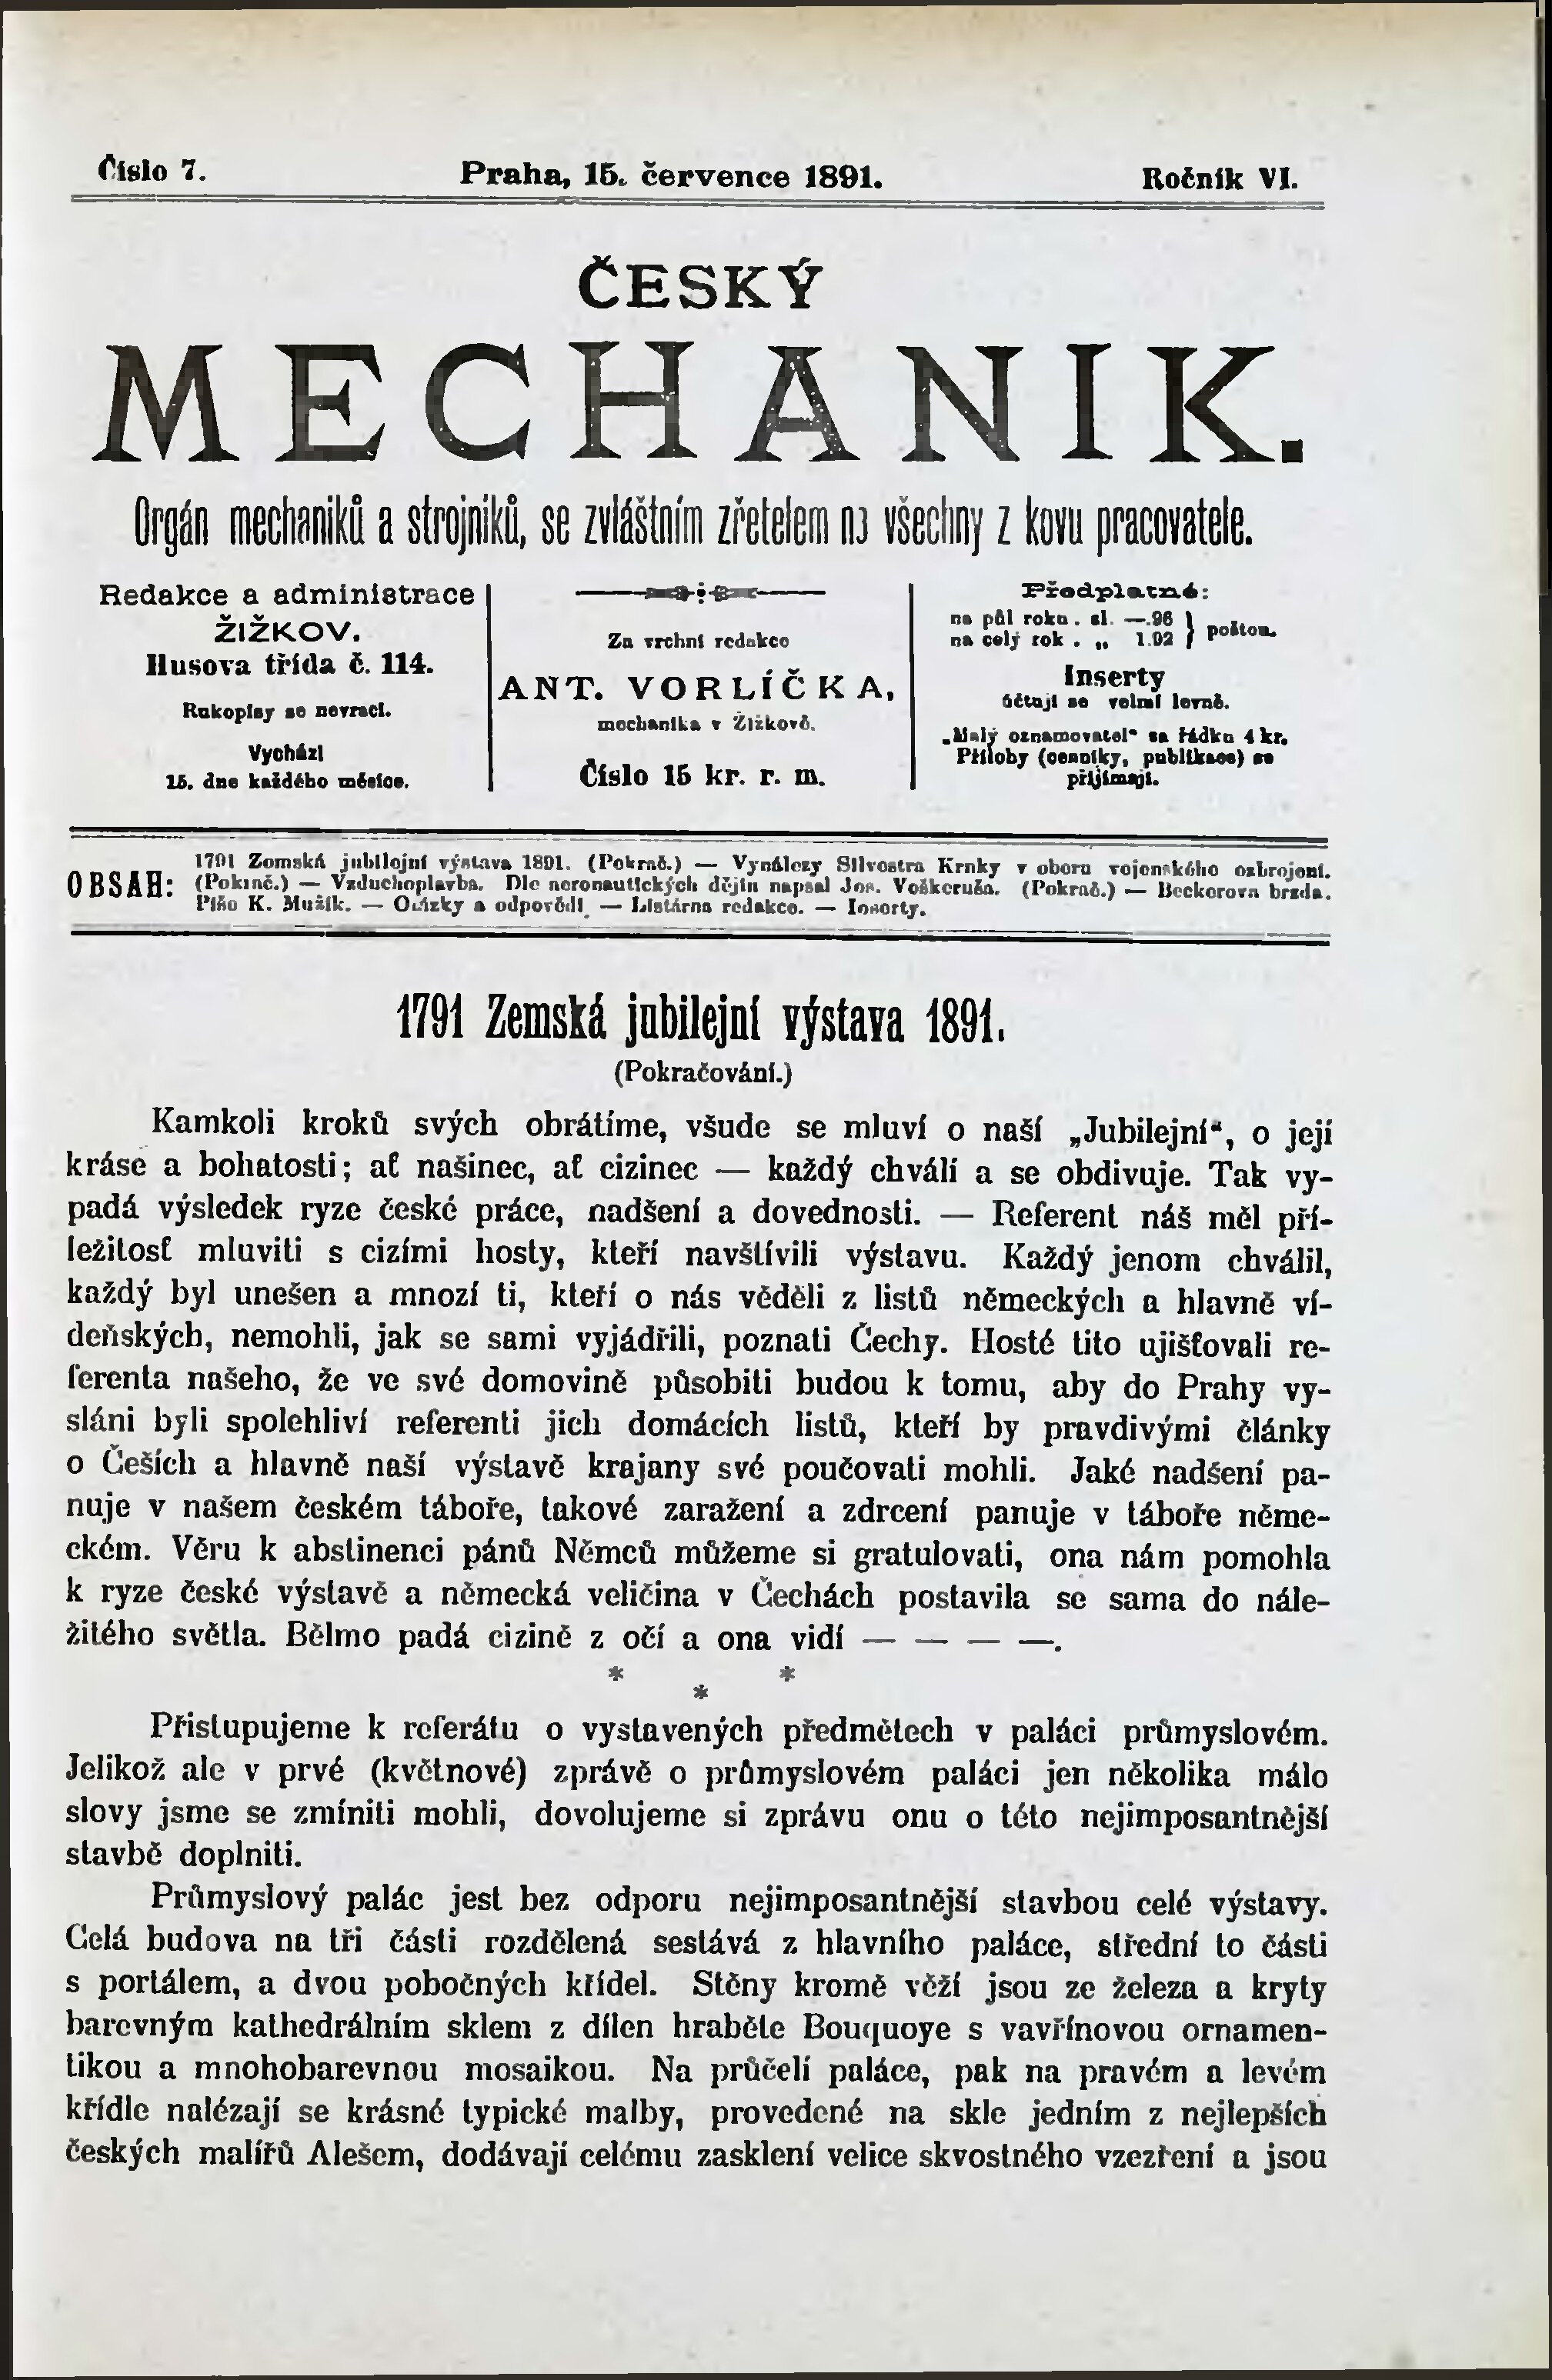 Číslo 7.
Praha, 15. července 1891.
Ročník VI.
ČESKÝ
MECHANIK.
Orgán mechaniků a strojníků, se zvláštním zřetelem na všechny z kovu pracovatele.
Redakce a administrace
ŽIŽKOV.
Husova třída č. 114.
Rukopisy se nevrací.
Vychází
15. dne každého měsíce.
Za vrchní redakce
ANT. VORLÍČKA,
mechanika v Žižkově.
Číslo 15 kr. r. m.
Předplatné:
na půl roku . zl. —.96
na celý rok . „ 1.92
poštou.
Inserty
účtují se velmi levně.
„Malý oznamovatel“ za řádku 4 kr.
Přílohy (cenníky, publikace) se
přijímají.
OBSAH:
1791 Zemská jubilejní výstava 1891. (Pokrač.) — Vynálezy Silvestra Krnky v oboru vojenského ozbrojení.
(Pokrač.) — Vzduchoplavba. Dle aeronautických dějin napsal Jos. Voškeruša. (Pokrač.) — Beckerova brzda.
Píše K. Mužík. — Otázky a odpovědi. — Listárna redakce. — Inserty.
1791 Zemská jubilejní výstava 1891.
(Pokračování.)
Kamkoli kroků svých obrátíme, všude se mluví o naší „Jubilejní“, o její
kráse a bohatosti; ať našinec, ať cizinec — každý chválí a se obdivuje. Tak vy-
padá výsledek ryze české práce, nadšení a dovednosti. — Referent náš měl pří-
ležitosť mluviti s cizími hosty, kteří navštívili výstavu. Každý jenom chválil,
každý byl unešen a mnozí ti, kteří o nás věděli z listů německých a hlavně ví-
deňských, nemohli, jak se sami vyjádřili, poznati Čechy. Hosté tito ujišťovali re-
ferenta našeho, že ve své domovině působiti budou k tomu, aby do Prahy vy-
sláni byli spolehliví referenti jich domácích listů, kteří by pravdivými články
o Češích a hlavně naší výstavě krajany své poučovati mohli. Jaké nadšení pa-
nuje v našem českém táboře, takové zaražení a zdrcení panuje v táboře něme-
ckém. Věru k abstinenci pánů Němců můžeme si gratulovati, ona nám pomohla
k ryze české výstavě a německá veličina v Čechách postavila se sama do nále-
žitého světla. Bělmo padá cizině z očí a ona vidí — — — —.
* * *
Přistupujeme k referátu o vystavených předmětech v paláci průmyslovém.
Jelikož ale v prvé (květnové) zprávě o průmyslovém paláci jen několika málo
slovy jsme se zmíniti mohli, dovolujeme si zprávu onu o této nejimposantnější
stavbě doplniti.
Průmyslový palác jest bez odporu nejimposantnější stavbou celé výstavy.
Celá budova na tři části rozdělená sestává z hlavního paláce, střední to části
s portálem, a dvou pobočných křídel. Stěny kromě věží jsou ze železa a kryty
barevným kathedrálním sklem z dílen hraběte Bouquoye s vavřínovou ornamen-
tikou a mnohobarevnou mosaikou. Na průčelí paláce, pak na pravém a levém
křídle nalézají se krásné typické malby, provedené na skle jedním z nejlepších
českých malířů Alešem, dodávají celému zasklení velice skvostného vzezření a jsou